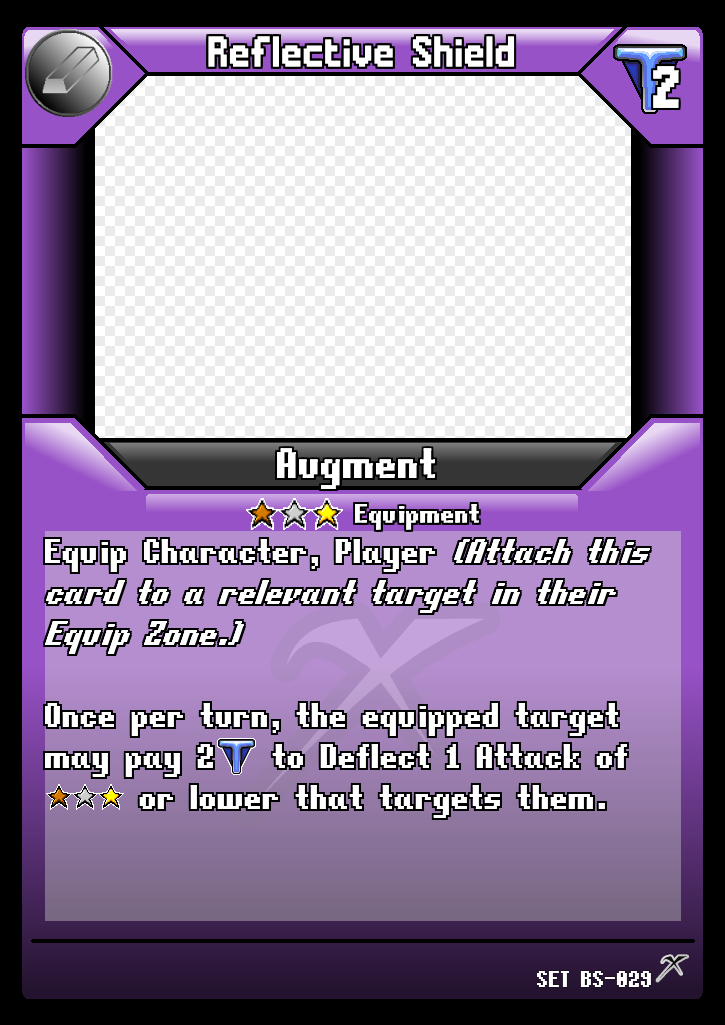 Reflective Shield
2
Augment
Equipment
Equip Character, Player (Attach this
card to a relevant target in their
Equip Zone.)
Once per turn, the equipped target
may pay 2 to Deflect 1 Attack of
or lower that targets them.
SET BS-029